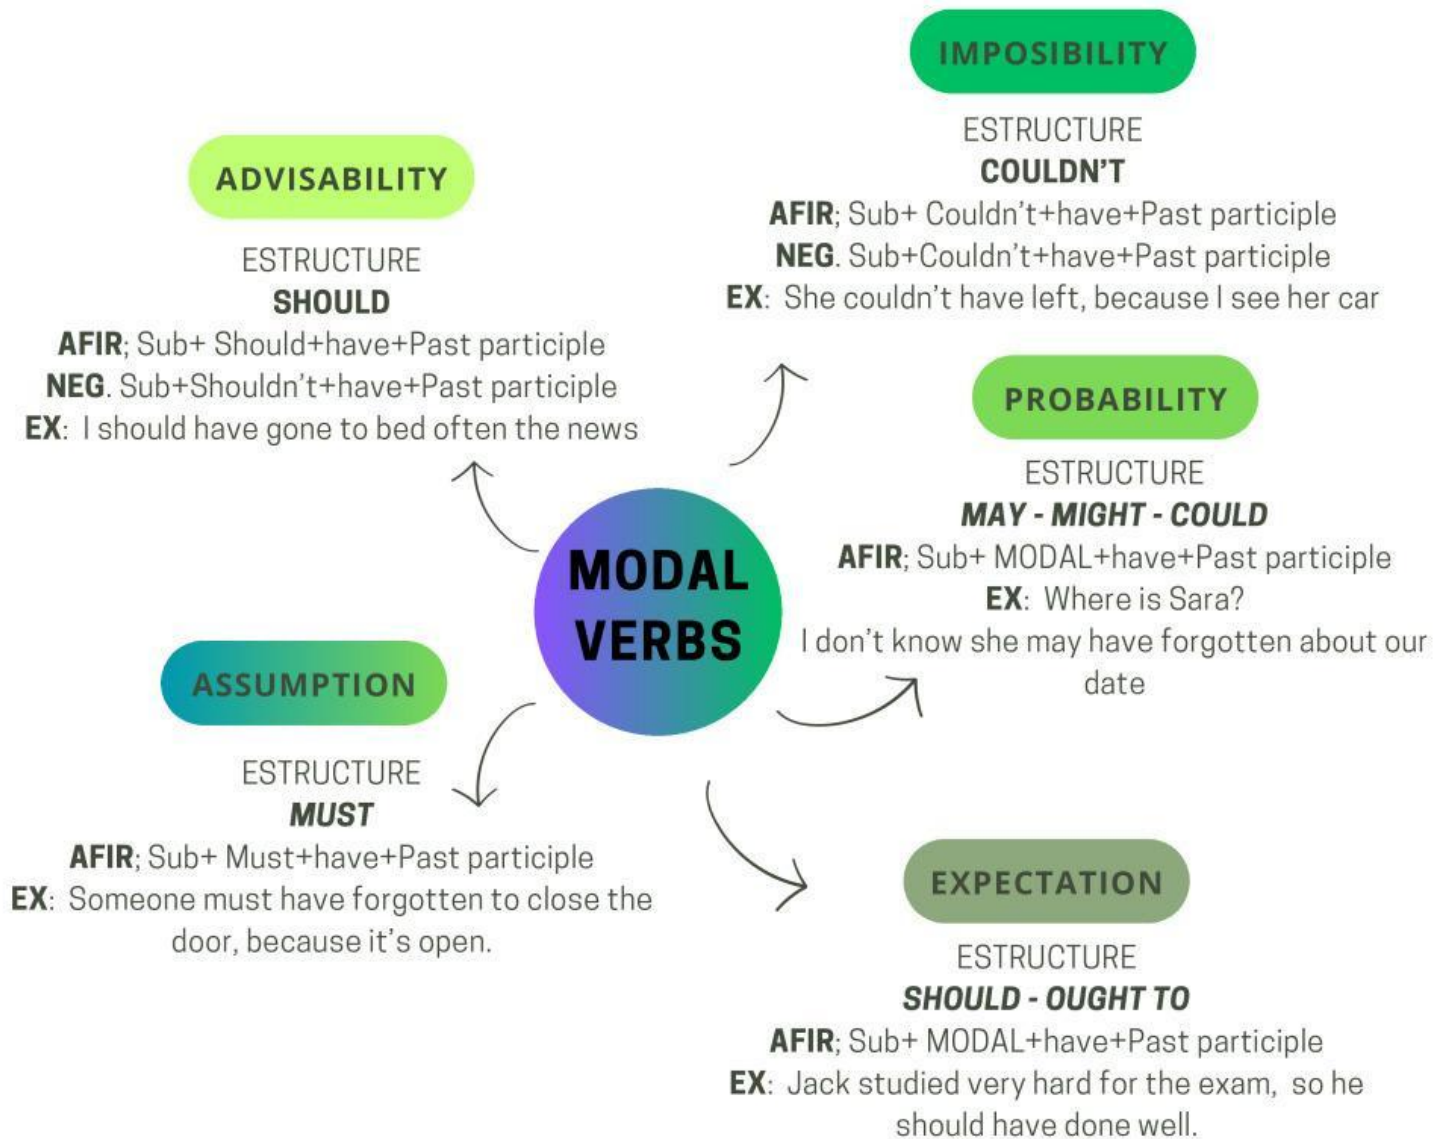 IMPOSIBILITY
ESTRUCTURE
COULDN'T
AFIR; Sub+ Couldn't+have+Past participle
NEG. Sub+Couldn't+have+Past participle
EX: She couldn't have left, because I see her car
ADVISABILITY
ESTRUCTURE
SHOULD
AFIR; Sub+ Should+have+Past participle
NEG. Sub+Shouldn't+have+Past participle
EX: I should have gone to bed often the news
PROBABILITY
ESTRUCTURE
MAY - MIGHT - COULD
AFIR; Sub+ MODAL+have+Past participle
EX: Where is Sara?
I don't know she may have forgotten about our
date
MODAL
VERBS
ASSUMPTION
ESTRUCTURE
MUST
AFIR; Sub+ Must+have+Past participle
EX: Someone must have forgotten to close the
door, because it's open.
EXPECTATION
ESTRUCTURE
SHOULD - OUGHT TO
AFIR; Sub+ MODAL+have+Past participle
EX: Jack studied very hard for the exam, so he
should have done well.